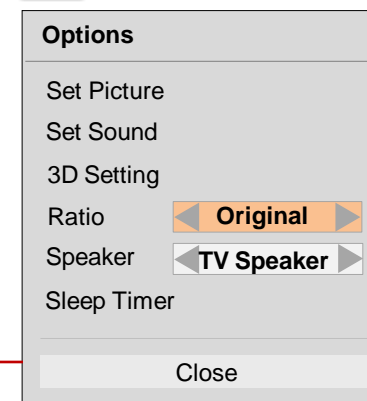 Options
Set Picture
Set Sound
3D Setting
Ratio Original
Speaker TV Speaker
Sleep Timer
Close